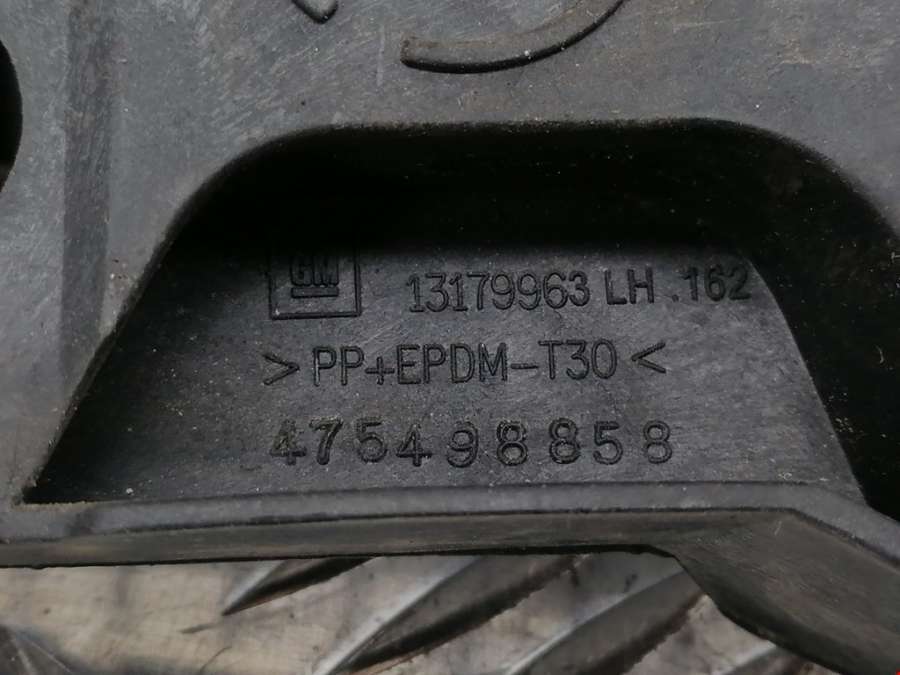 GM 13179963 LH .162
>PP+EPDM-T30<
475498858